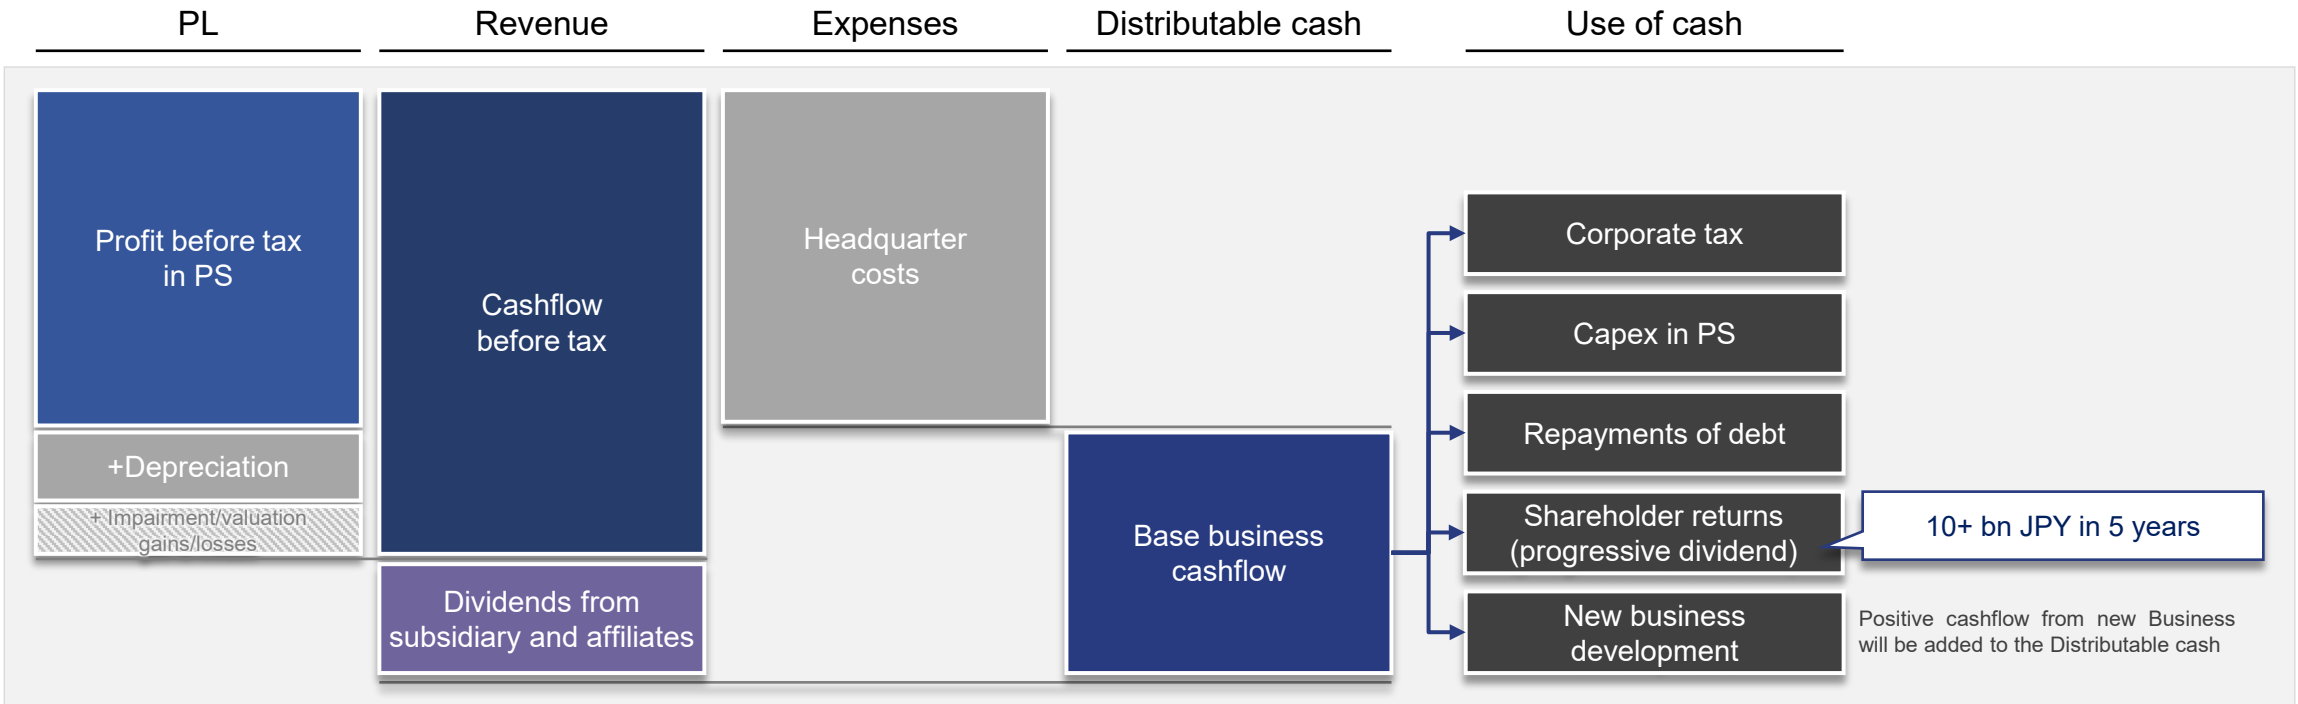 PL
Revenue
Expenses
Distributable cash
Use of cash
Profit before tax
in PS
+Depreciation
+ Impairment/valuation
gains/losses
Cashflow
before tax
Dividends from
subsidiary and affiliates
Headquarter
costs
Base business
cashflow
Corporate tax
Capex in PS
Repayments of debt
Shareholder returns
(progressive dividend)
10+ bn JPY in 5 years
New business
development
Positive cashflow from new Business
will be added to the Distributable cash